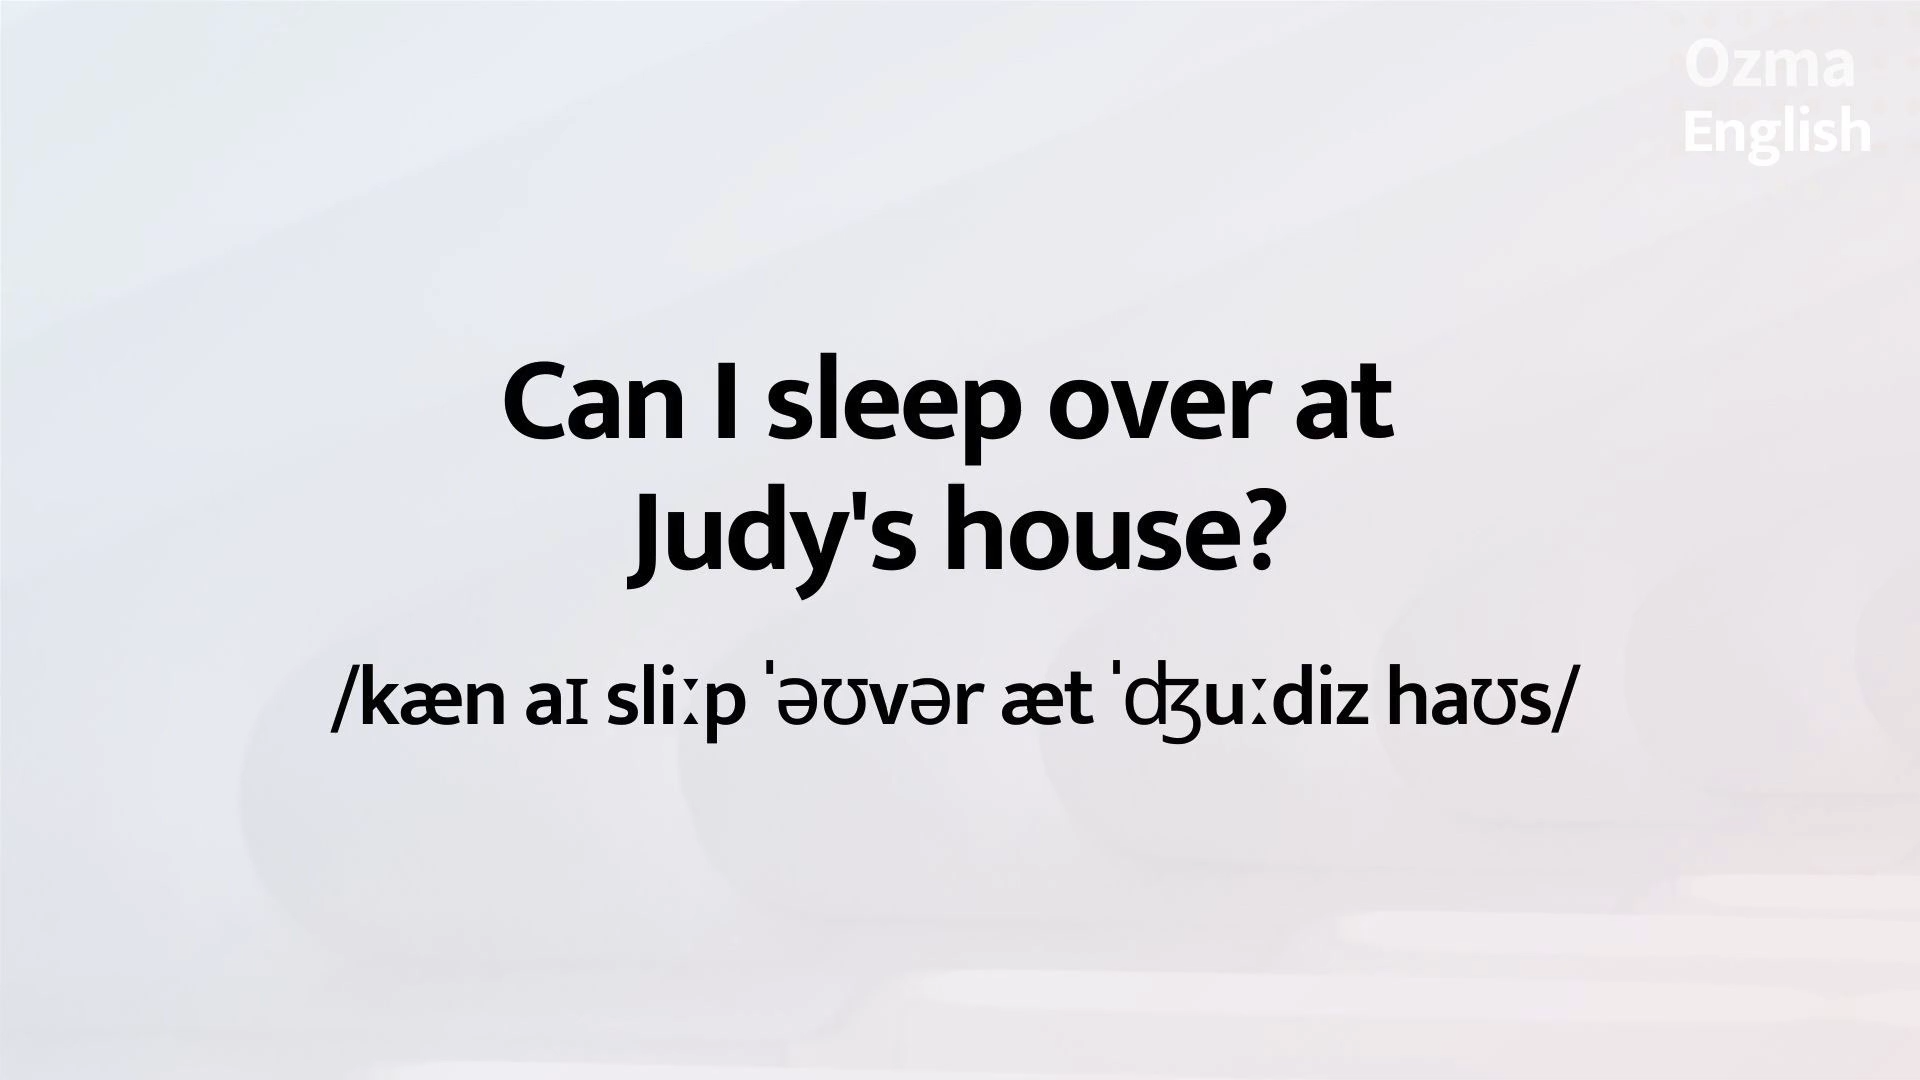 Ozma
English
Can I sleep over at
Judy's house?
/kæn aɪ sliːp ˈəʊvər æt ˈʤuːdiz haʊs/